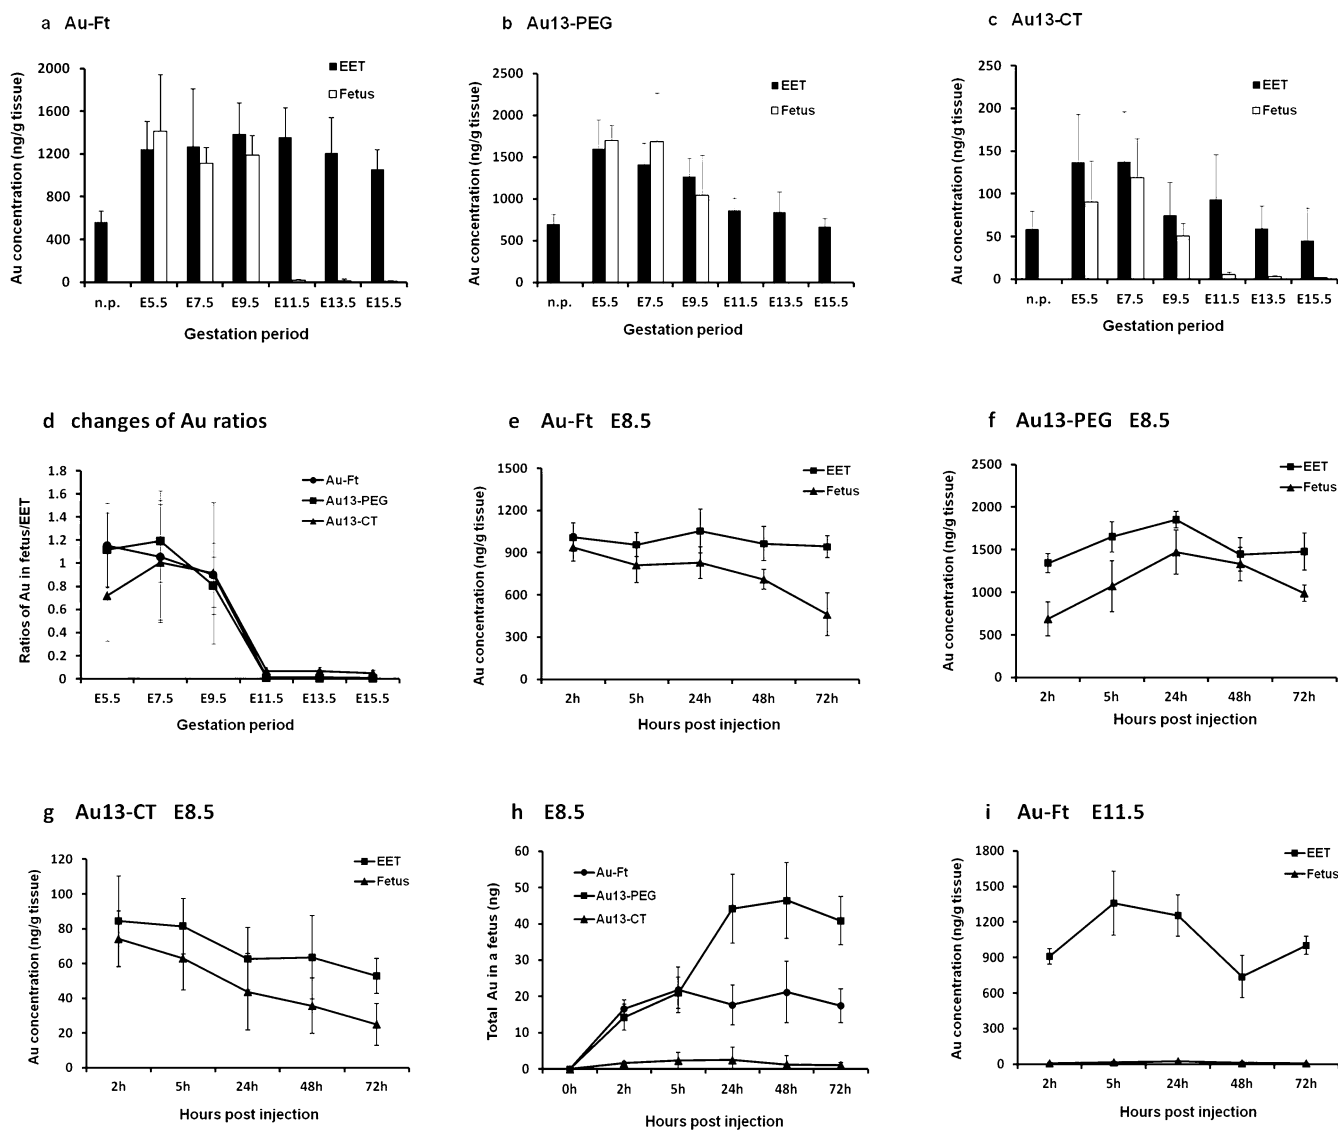 a Au-Ft
Au concentration (ng/g tissue)
2000
1600
1200
800
400
0
EET
Fetus
n.p. E5.5 E7.5 E9.5 E11.5 E13.5 E15.5
Gestation period
b Au13-PEG
Au concentration (ng/g tissue)
2500
2000
1500
1000
500
0
EET
Fetus
n.p. E5.5 E7.5 E9.5 E11.5 E13.5 E15.5
Gestation period
c Au13-CT
Au concentration (ng/g tissue)
250
200
150
100
50
0
EET
Fetus
n.p. E5.5 E7.5 E9.5 E11.5 E13.5 E15.5
Gestation period
d changes of Au ratios
Ratios of Au in fetus/EET
1.8
1.6
1.4
1.2
1
0.8
0.6
0.4
0.2
0
Au-Ft
Au13-PEG
Au13-CT
E5.5 E7.5 E9.5 E11.5 E13.5 E15.5
Gestation period
e Au-Ft E8.5
Au concentration (ng/g tissue)
1500
1200
900
600
300
0
EET
Fetus
2h 5h 24h 48h 72h
Hours post injection
f Au13-PEG E8.5
Au concentration (ng/g tissue)
2500
2000
1500
1000
500
0
EET
Fetus
2h 5h 24h 48h 72h
Hours post injection
g Au13-CT E8.5
Au concentration (ng/g tissue)
120
100
80
60
40
20
0
EET
Fetus
2h 5h 24h 48h 72h
Hours post injection
h E8.5
Total Au in a fetus (ng)
60
50
40
30
20
10
0
Au-Ft
Au13-PEG
Au13-CT
0h 2h 5h 24h 48h 72h
Hours post injection
i Au-Ft E11.5
Au concentration (ng/g tissue)
1800
1500
1200
900
600
300
0
EET
Fetus
2h 5h 24h 48h 72h
Hours post injection